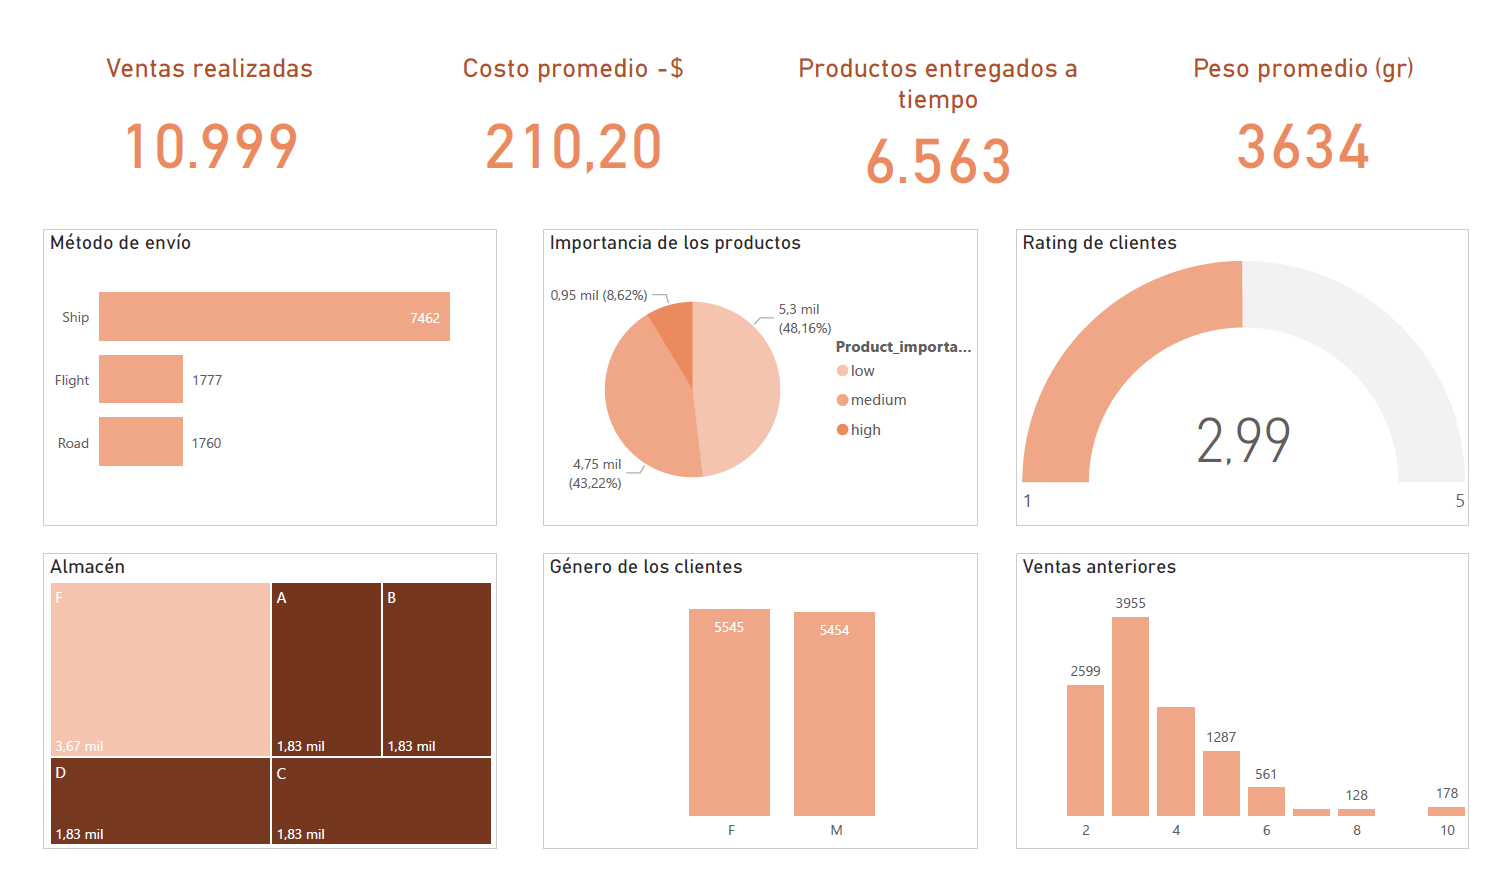 Ventas realizadas
10.999
Costo promedio -$
210,20
Productos entregados a
tiempo
6.563
Peso promedio (gr)
3634
Método de envío
Ship
7462
Flight
1777
Road
1760
Importancia de los productos
0,95 mil (8,62%)
5,3 mil
(48,16%)
4,75 mil
(43,22%)
Product_importa...
low
medium
high
Rating de clientes
2,99
1
5
Almacén
F
3,67 mil
A
1,83 mil
B
1,83 mil
D
1,83 mil
C
1,83 mil
Género de los clientes
5545
5454
F
M
Ventas anteriores
2599
3955
1287
561
128
178
2
4
6
8
10